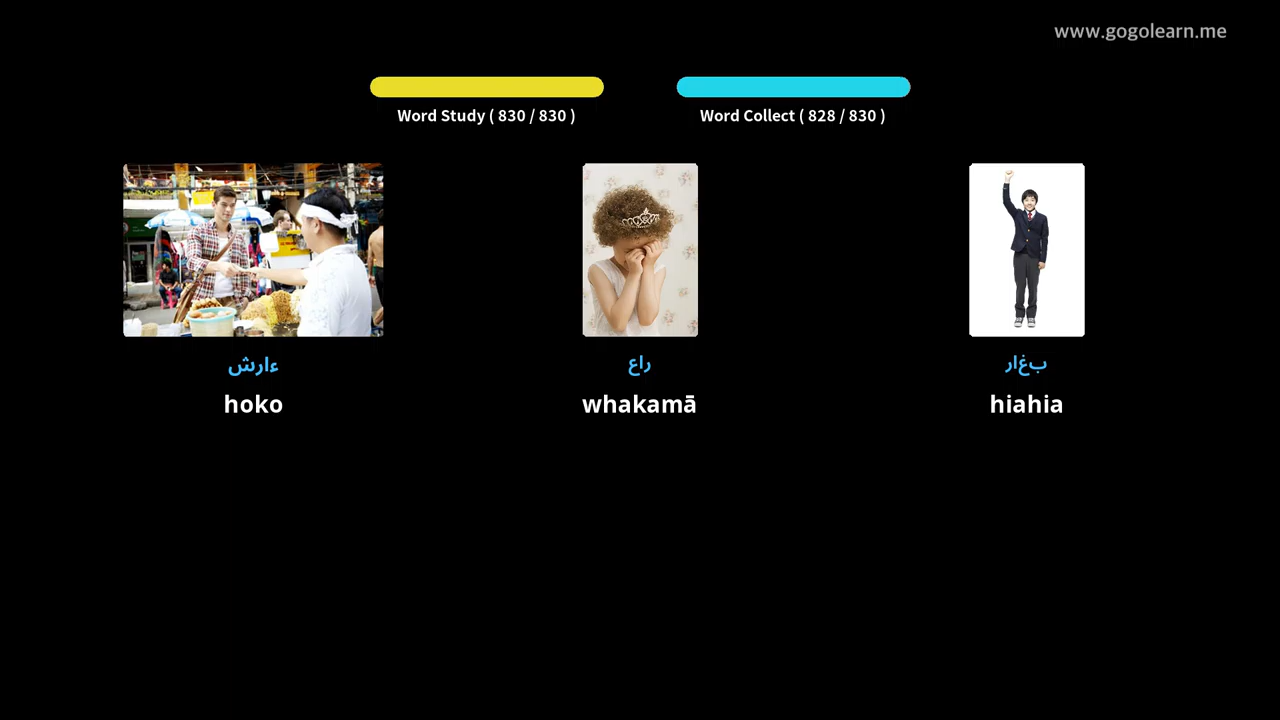 www.gogolearn.me
Word Study ( 830 / 830 )
Word Collect ( 828 / 830 )
ءارش
hoko
راع
whakamā
بغار
hiahia